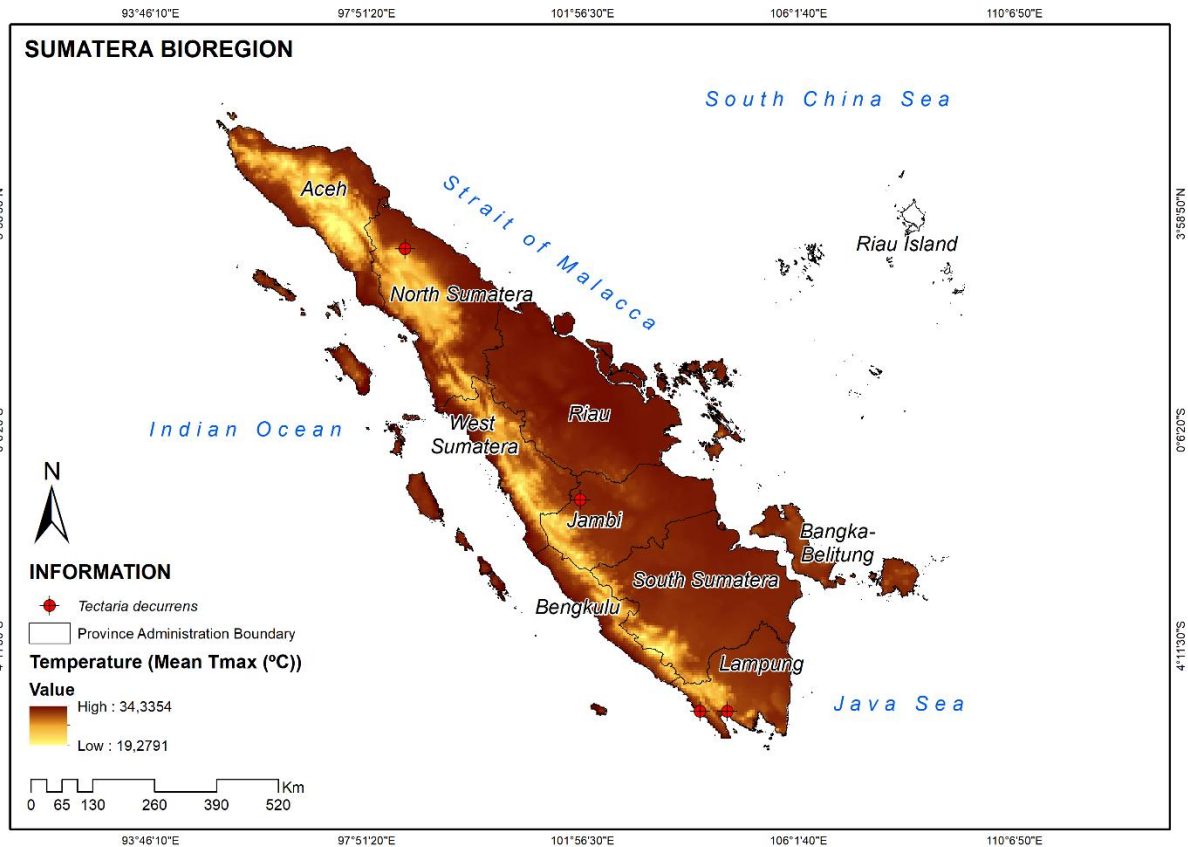 93°46'10"E 97°51'20"E 101°56'30"E 106°1'40"E 110°6'50"E
SUMATERA BIOREGION
South China Sea
Strait of Malacca
Aceh
3°58'50"N
Riau Island
North Sumatera
Riau
Indian Ocean
West
Sumatera
0°6'20"S
N
Jambi
Bangka-
Belitung
South Sumatera
Bengkulu
Lampung
4°11'30"S
Java Sea
INFORMATION
Tectaria decurrens
Province Administration Boundary
Temperature (Mean Tmax (ºC))
Value
High : 34,3354
Low : 19,2791
Km
0 65 130 260 390 520
93°46'10"E 97°51'20"E 101°56'30"E 106°1'40"E 110°6'50"E